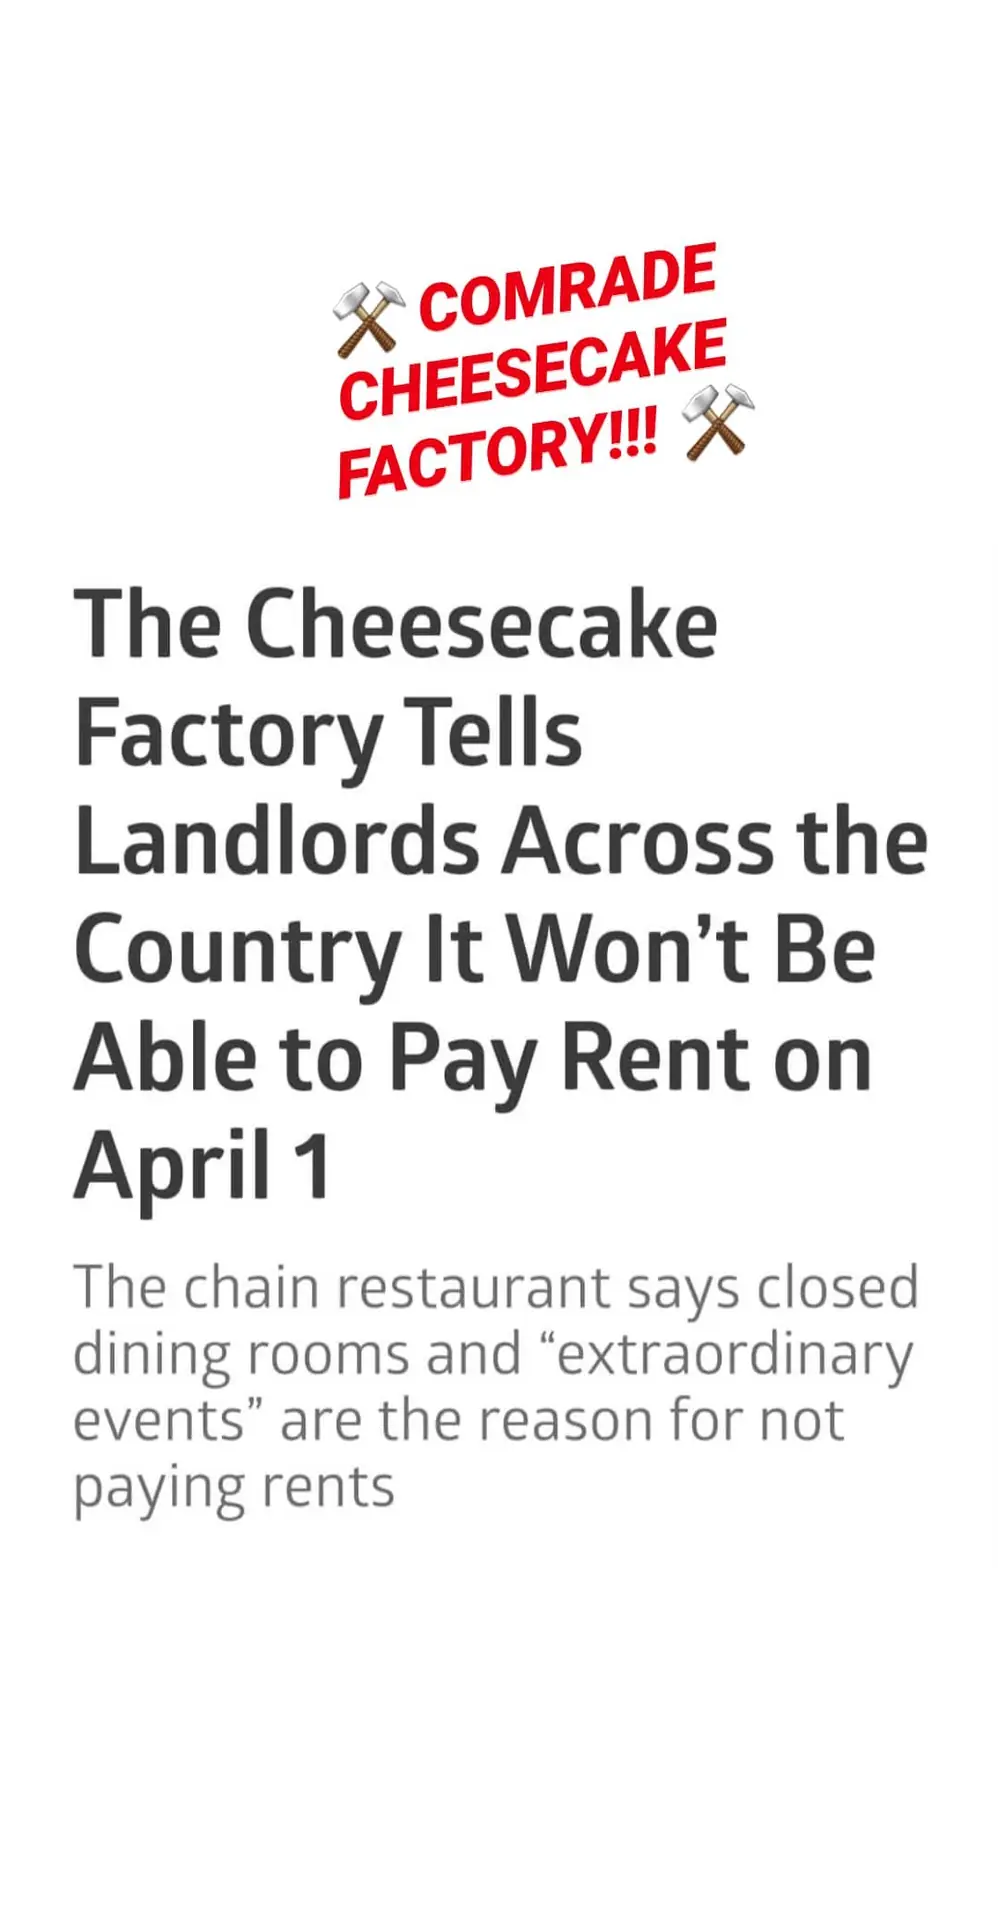 ⚒️ COMRADE
CHEESECAKE
FACTORY!!! ⚒️
The Cheesecake
Factory Tells
Landlords Across the
Country It Won’t Be
Able to Pay Rent on
April 1
The chain restaurant says closed
dining rooms and “extraordinary
events” are the reason for not
paying rents